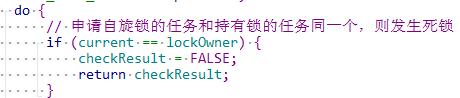 do {
// 申请自旋锁的任务和持有锁的任务同一个，则发生死锁
if (current == lockOwner) {
checkResult = FALSE;
return checkResult;
}